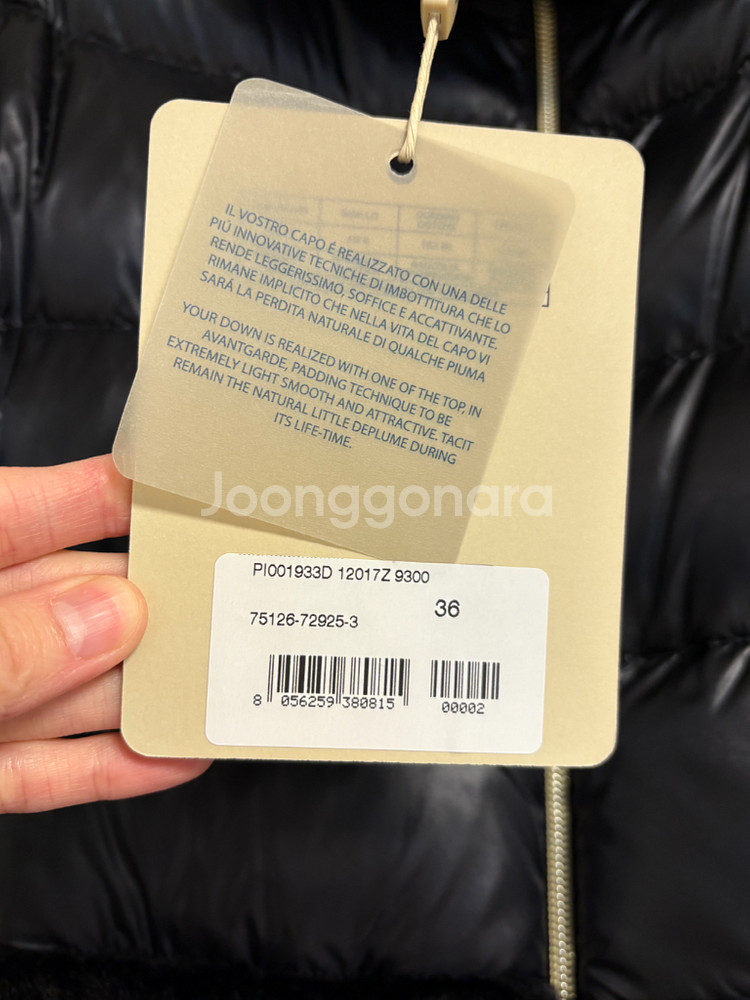 IL VOSTRO CAPO É REALIZZATO CON UNA DELLE
PIÚ INNOVATIVE TECNICHE DI IMBOTTITURA CHE LO
RENDE LEGGERISSIMO, SOFFICE E ACCATTIVANTE.
RIMANE IMPLICITO CHE NELLA VITA DEL CAPO VI
SARÁ LA PERDITA NATURALE DI QUALCHE PIUMA
YOUR DOWN IS REALIZED WITH ONE OF THE TOP, IN
AVANTGARDE, PADDING TECHNIQUE TO BE
EXTREMELY LIGHT SMOOTH AND ATTRACTIVE. TACIT
REMAIN THE NATURAL LITTLE DEPLUME DURING
ITS LIFE-TIME.
Joonggonara
PI001933D 12017Z 9300
36
75126-72925-3
8 056259 380815
00002